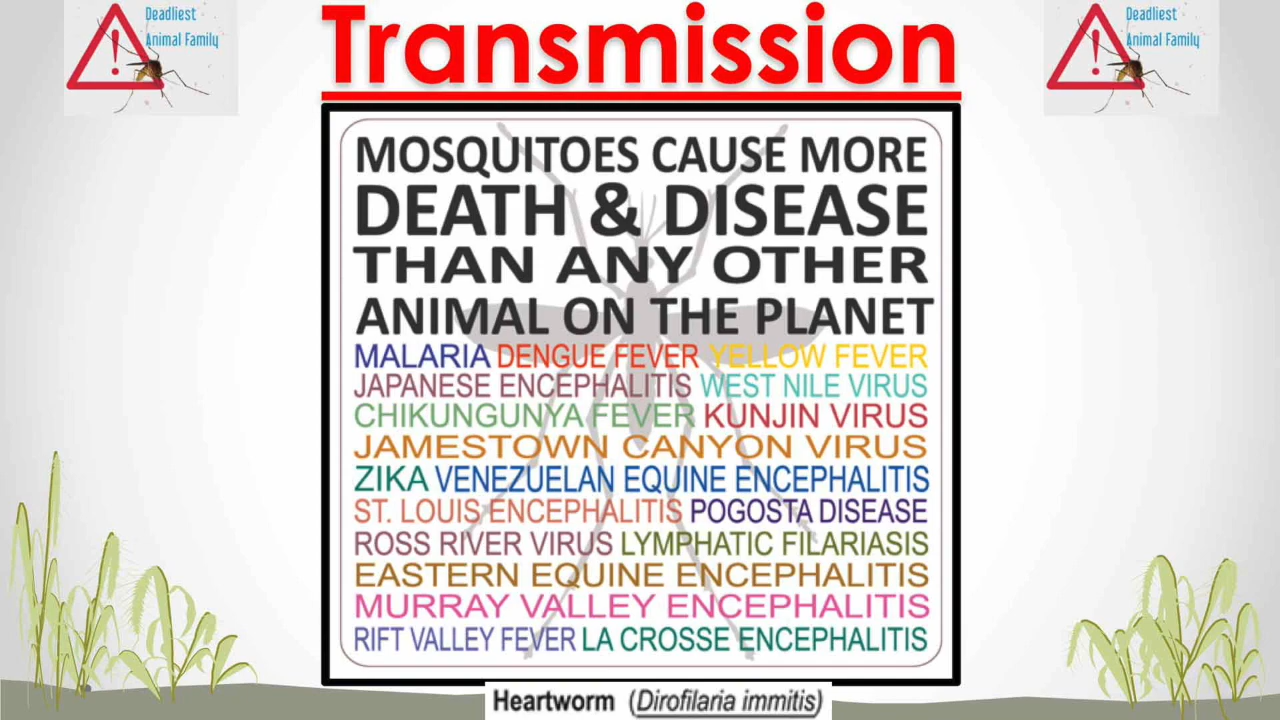 Deadliest
Animal Family
Transmission
Deadliest
Animal Family
MOSQUITOES CAUSE MORE
DEATH & DISEASE
THAN ANY OTHER
ANIMAL ON THE PLANET
MALARIA DENGUE FEVER YELLOW FEVER
JAPANESE ENCEPHALITIS WEST NILE VIRUS
CHIKUNGUNYA FEVER KUNJIN VIRUS
JAMESTOWN CANYON VIRUS
ZIKA VENEZUELAN EQUINE ENCEPHALITIS
ST. LOUIS ENCEPHALITIS POGOSTA DISEASE
ROSS RIVER VIRUS LYMPHATIC FILARIASIS
EASTERN EQUINE ENCEPHALITIS
MURRAY VALLEY ENCEPHALITIS
RIFT VALLEY FEVER LA CROSSE ENCEPHALITIS
Heartworm (Dirofilaria immitis)